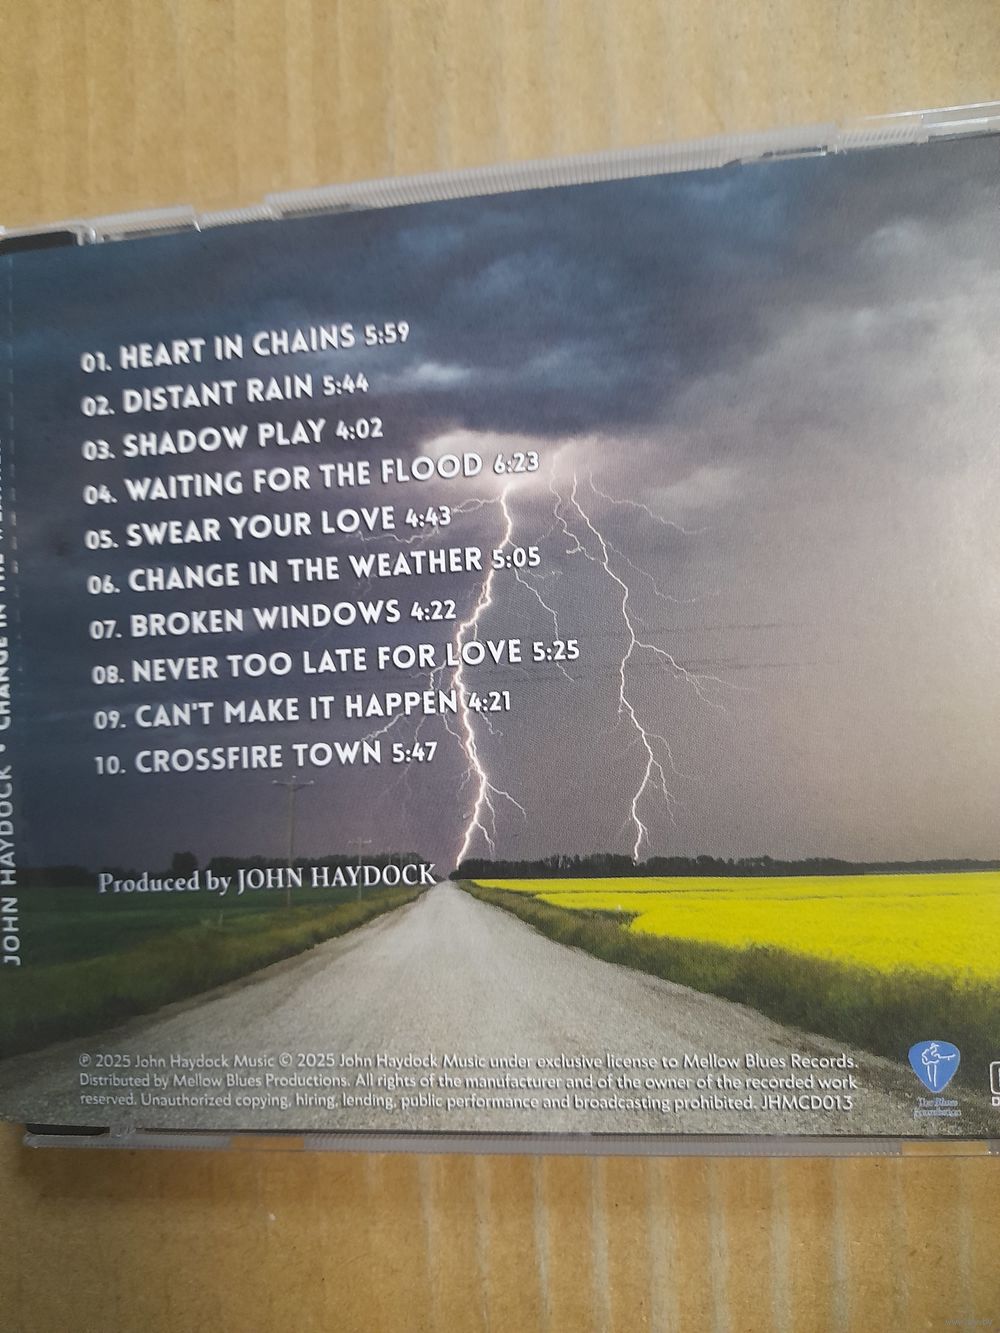 01. HEART IN CHAINS 5:59
02. DISTANT RAIN 5:44
03. SHADOW PLAY 4:02
04. WAITING FOR THE FLOOD 6:23
05. SWEAR YOUR LOVE 4:43
06. CHANGE IN THE WEATHER 5:05
07. BROKEN WINDOWS 4:22
08. NEVER TOO LATE FOR LOVE 5:25
09. CAN'T MAKE IT HAPPEN 4:21
10. CROSSFIRE TOWN 5:47
Produced by JOHN HAYDOCK
℗ 2025 John Haydock Music © 2025 John Haydock Music under exclusive license to Mellow Blues Records.
Distributed by Mellow Blues Productions. All rights of the manufacturer and of the owner of the recorded work
reserved. Unauthorized copying, hiring, lending, public performance and broadcasting prohibited. JHMCD013
The Blues
Foundation
JOHN HAYDOCK • CHANGE IN THE